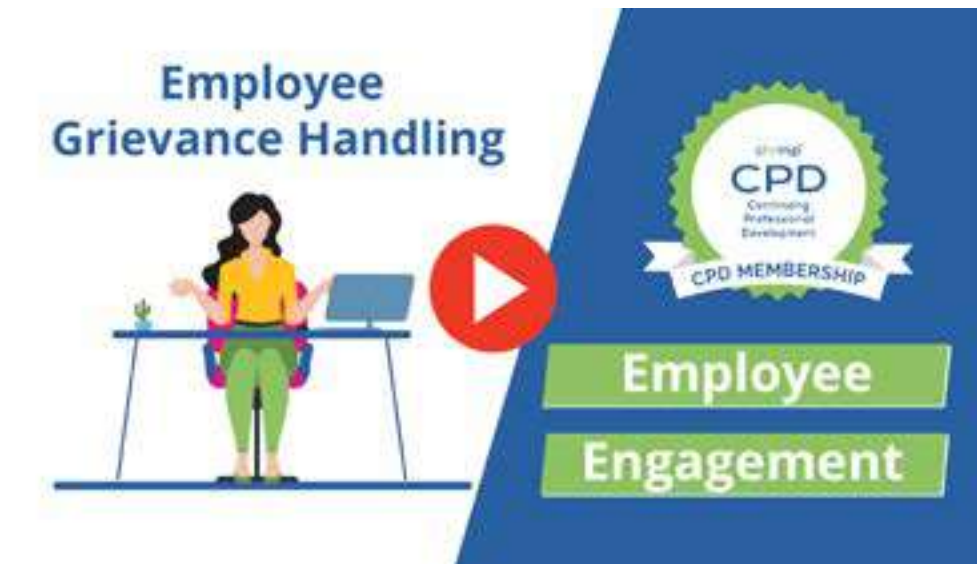 Employee
Grievance Handling
CPD
Continuing
Professional
Development
CPD MEMBERSHIP
Employee
Engagement